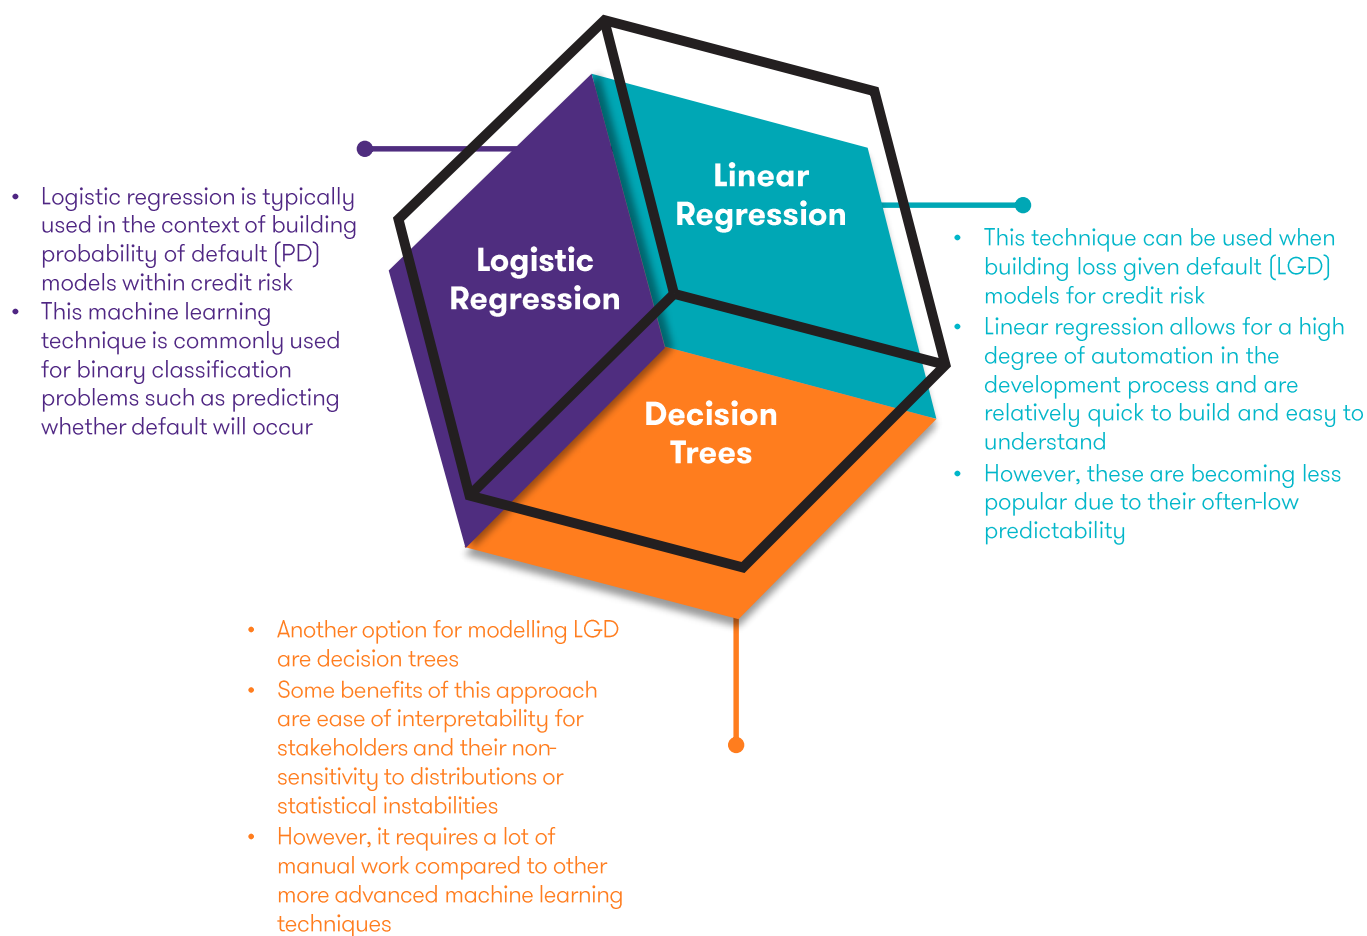 Linear
Regression
Logistic
Regression
Decision
Trees
• Logistic regression is typically
used in the context of building
probability of default (PD)
models within credit risk
• This machine learning
technique is commonly used
for binary classification
problems such as predicting
whether default will occur
• This technique can be used when
building loss given default (LGD)
models for credit risk
• Linear regression allows for a high
degree of automation in the
development process and are
relatively quick to build and easy to
understand
• However, these are becoming less
popular due to their often-low
predictability
• Another option for modelling LGD
are decision trees
• Some benefits of this approach
are ease of interpretability for
stakeholders and their non-
sensitivity to distributions or
statistical instabilities
• However, it requires a lot of
manual work compared to other
more advanced machine learning
techniques